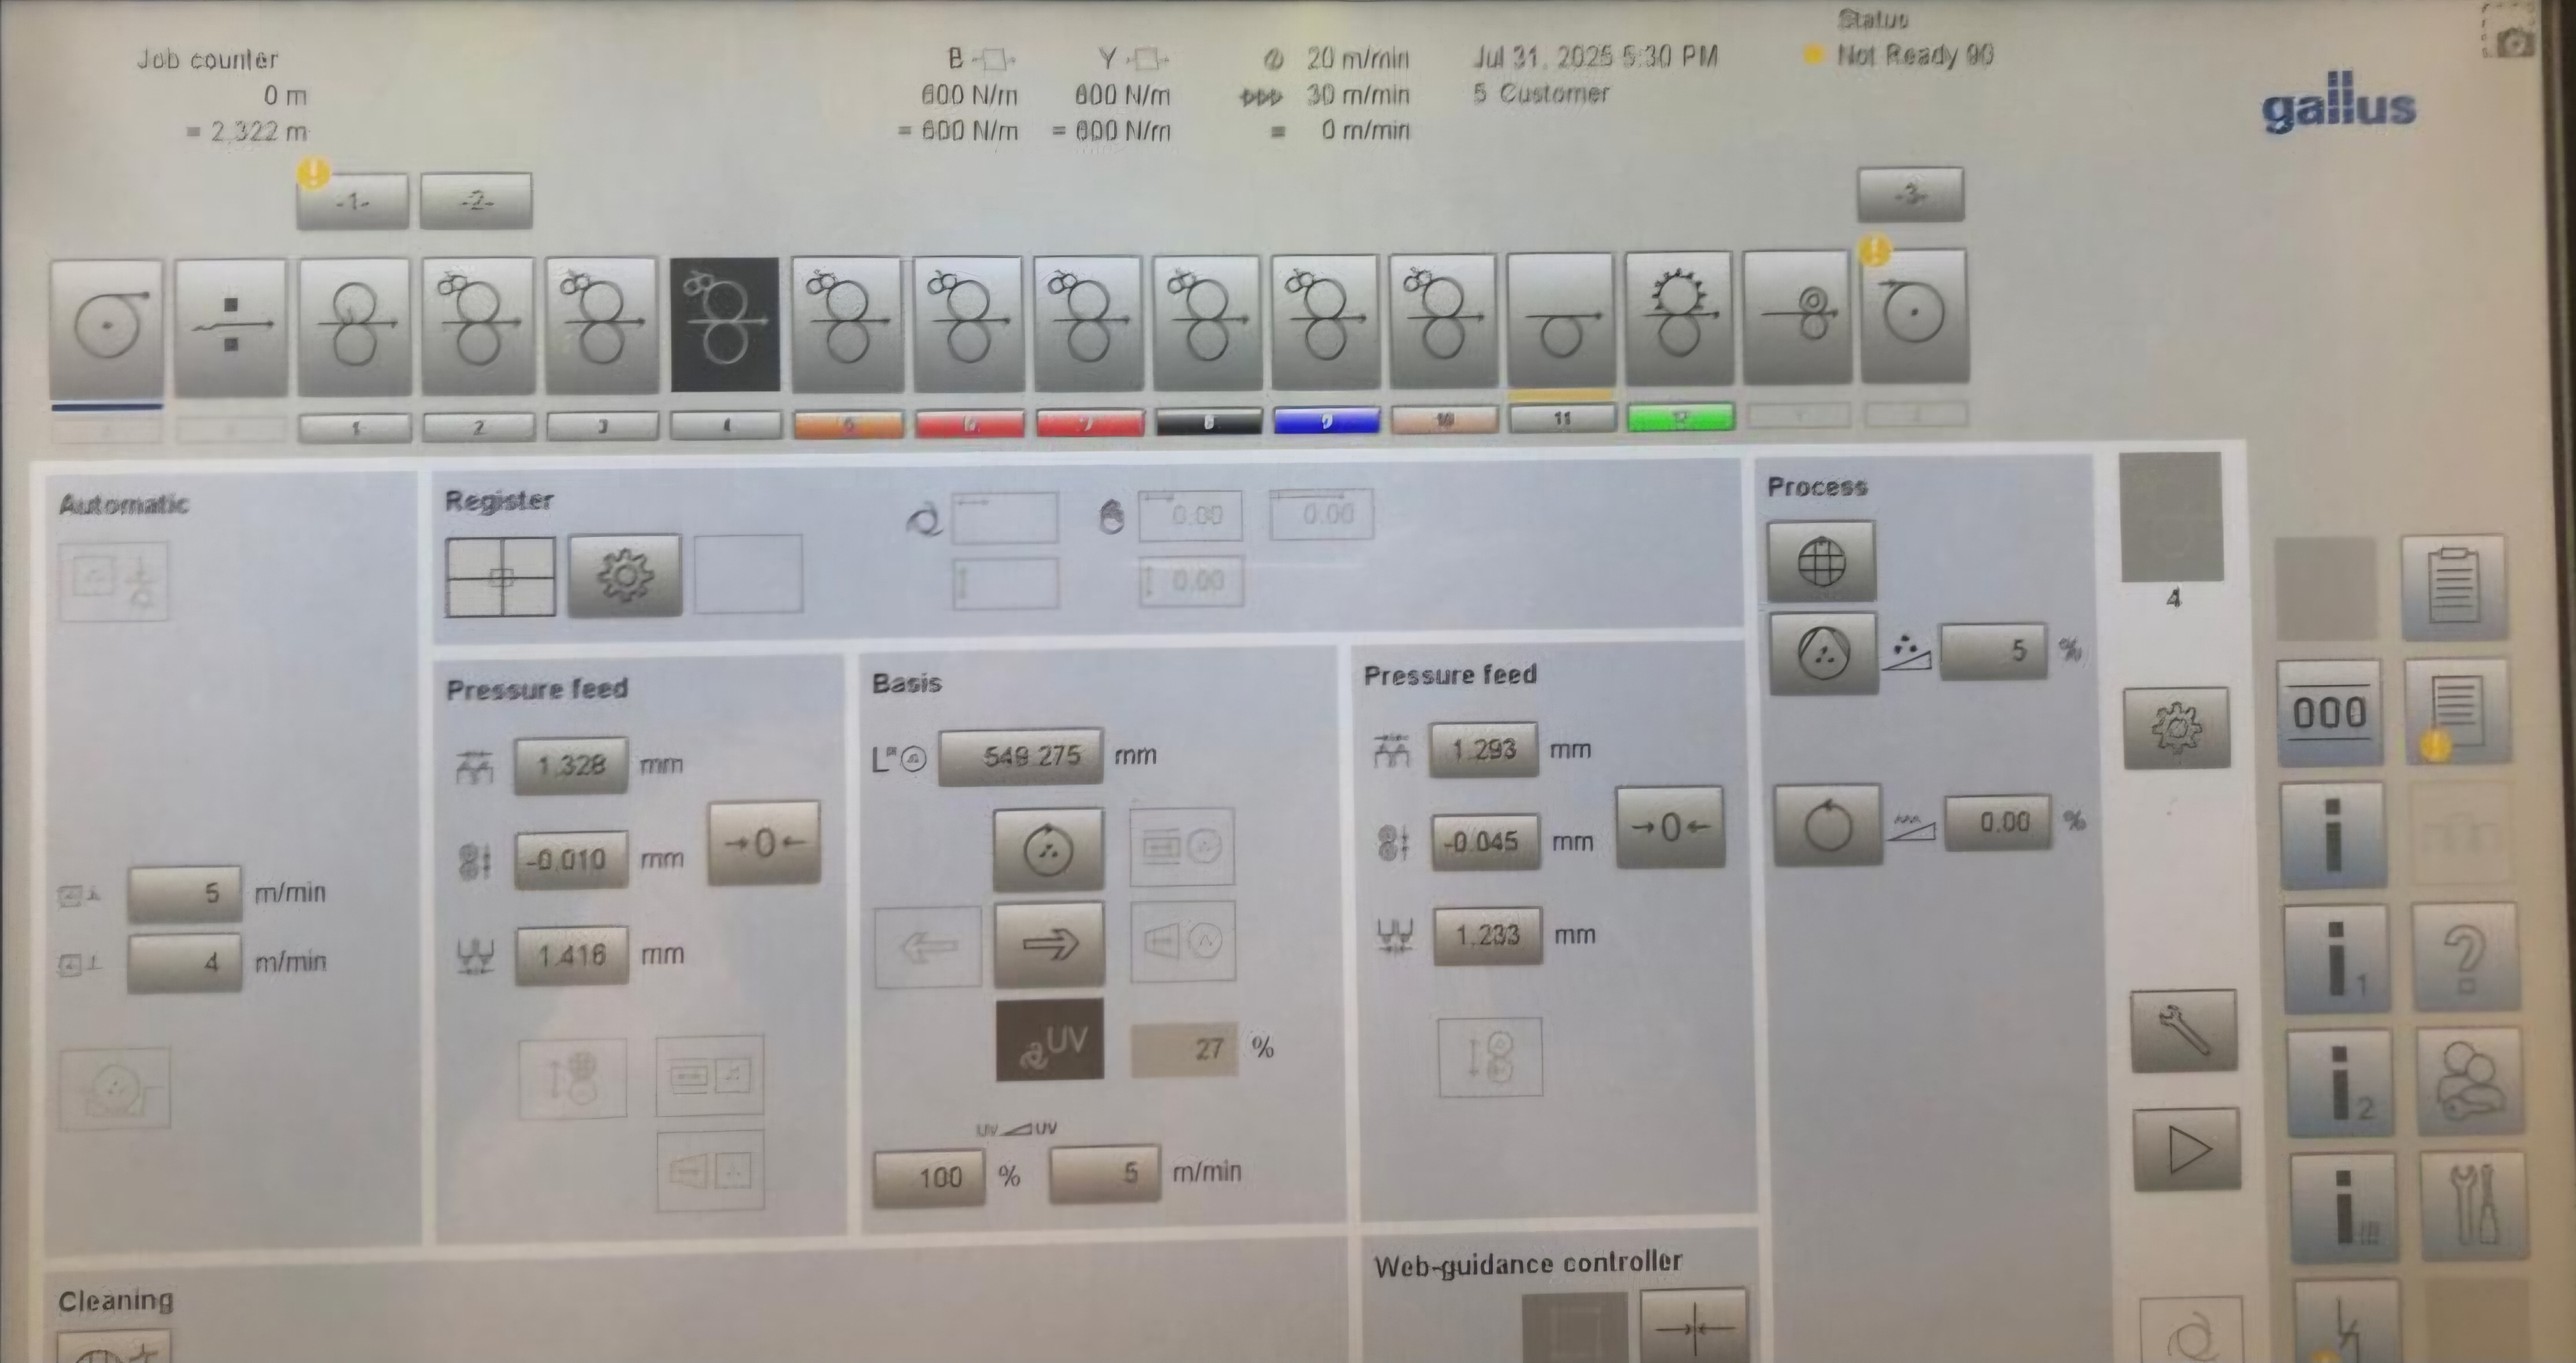 Status
Job counter
B Y 20 m/min Jul 31, 2025 5:30 PM Not Ready 90
0 m 600 N/m 600 N/m 30 m/min 5 Customer
= 2,322 m = 600 N/m = 600 N/m = 0 m/min
gallus
-1- -2- -3-
1 2 3 4 5 6 7 8 9 10 11 12
Automatic
Register
Process
0.00 0.00
0.00
4
5 %
Pressure feed
Basis
Pressure feed
1.328 mm
549.275 mm
1.293 mm
000
-0.010 mm
→0←
-0.045 mm
→0←
0.00 %
5 m/min
4 m/min
1.416 mm
1.233 mm
i
i 1
?
UV 27 %
i 2
UV UV
100 % 5 m/min
i
Web-guidance controller
Cleaning